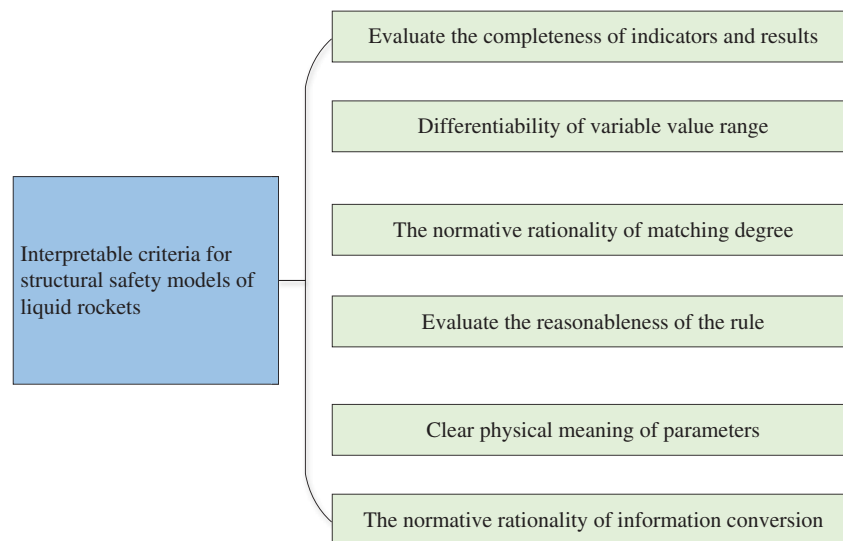 Interpretable criteria for
structural safety models of
liquid rockets
Evaluate the completeness of indicators and results
Differentiability of variable value range
The normative rationality of matching degree
Evaluate the reasonableness of the rule
Clear physical meaning of parameters
The normative rationality of information conversion